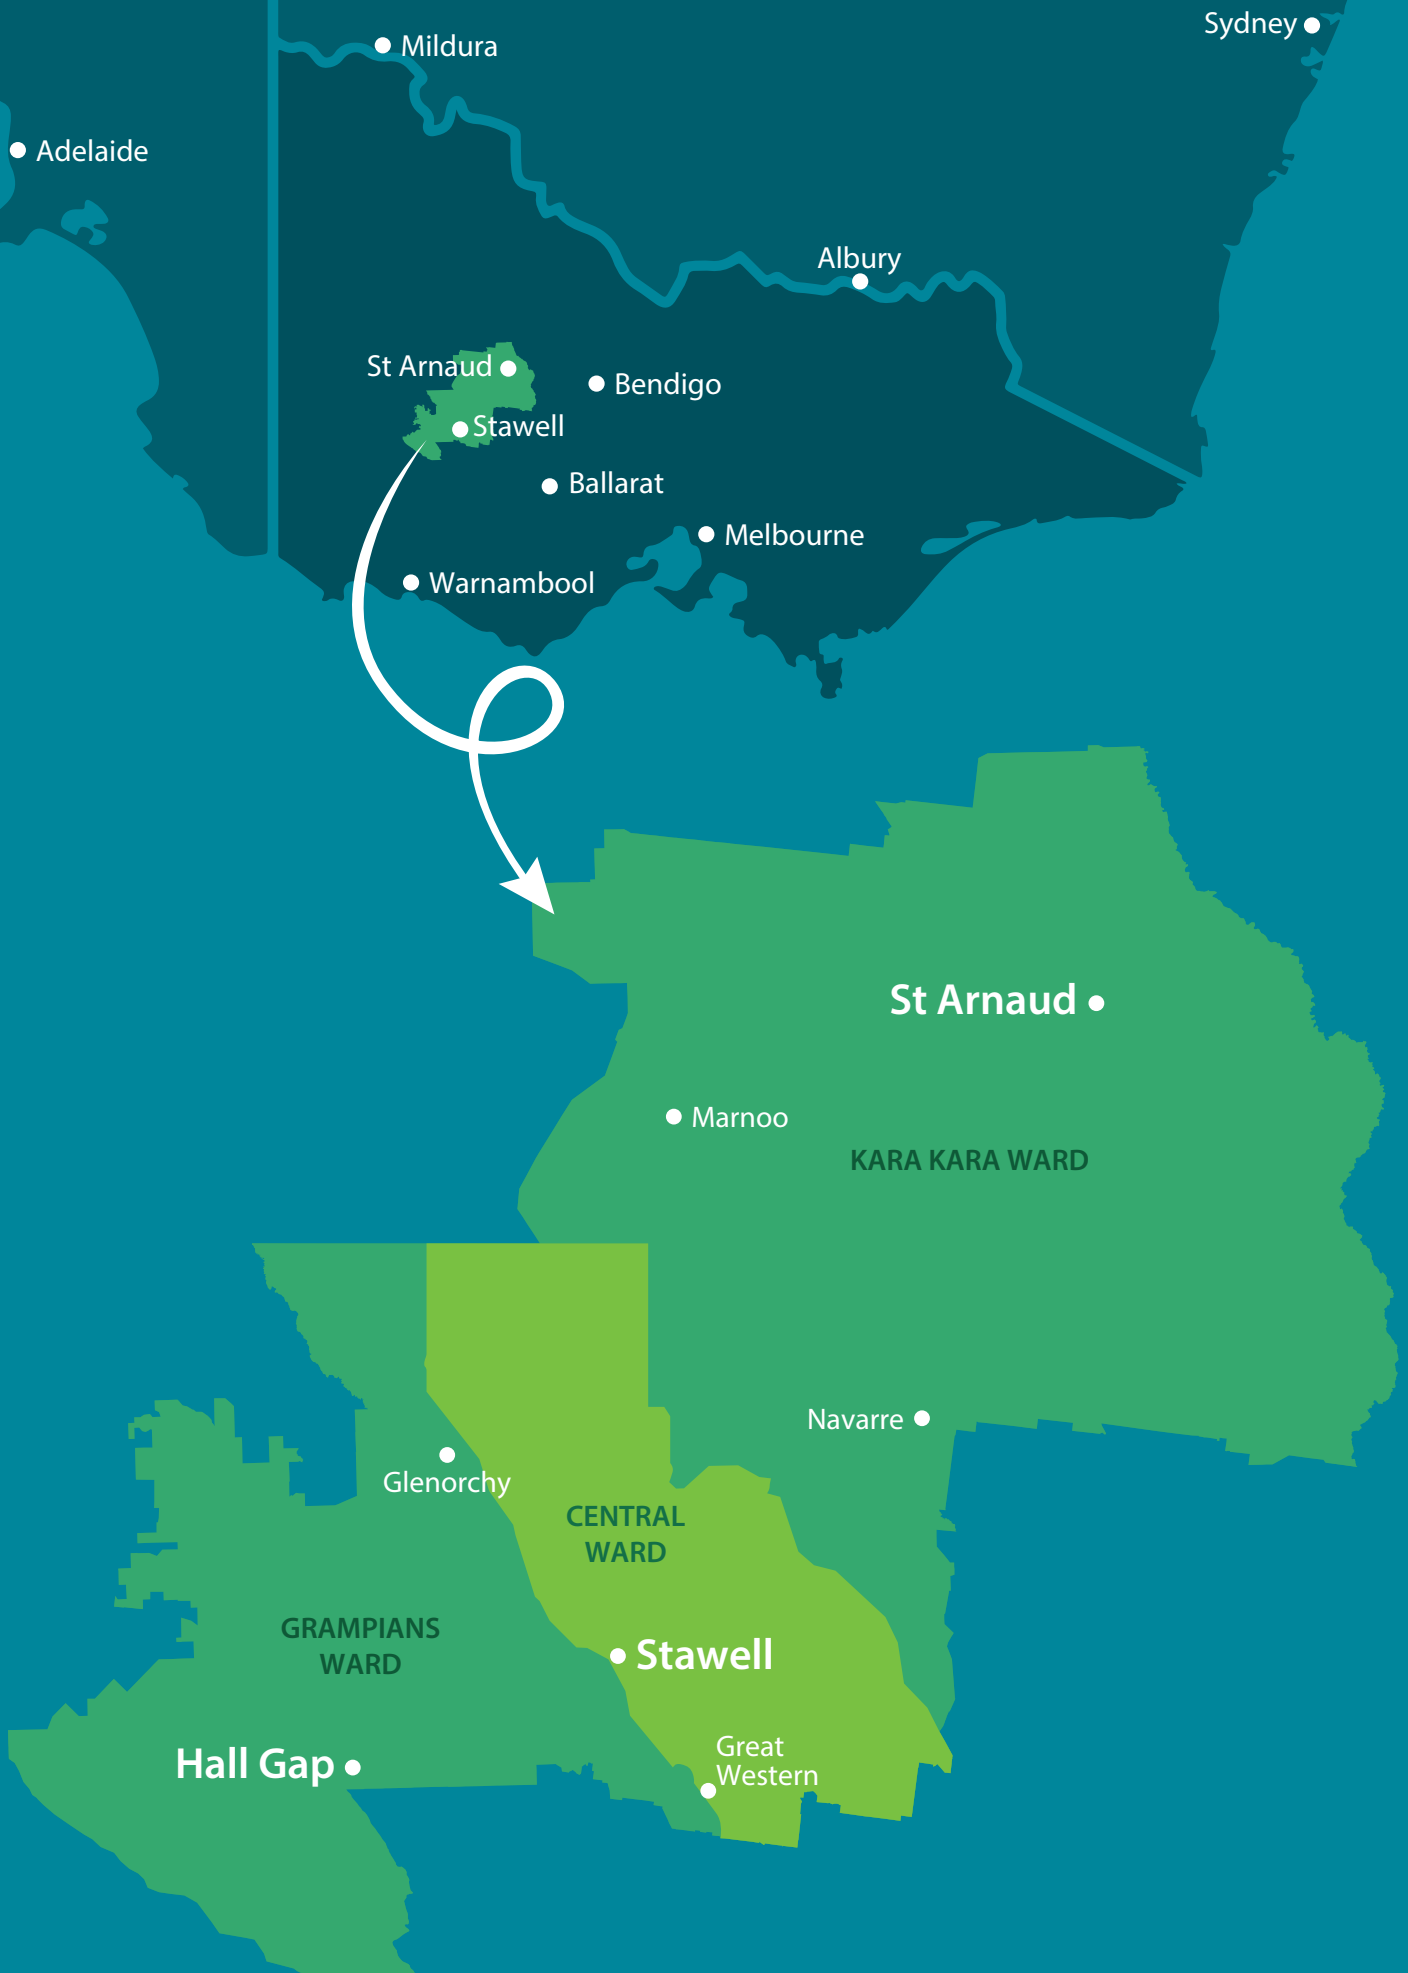 Sydney
Mildura
Adelaide
Albury
St Arnaud
Bendigo
Stawell
Ballarat
Melbourne
Warnambool
St Arnaud
Marnoo
KARA KARA WARD
Navarre
Glenorchy
CENTRAL
WARD
GRAMPIANS
WARD
Stawell
Great
Western
Hall Gap